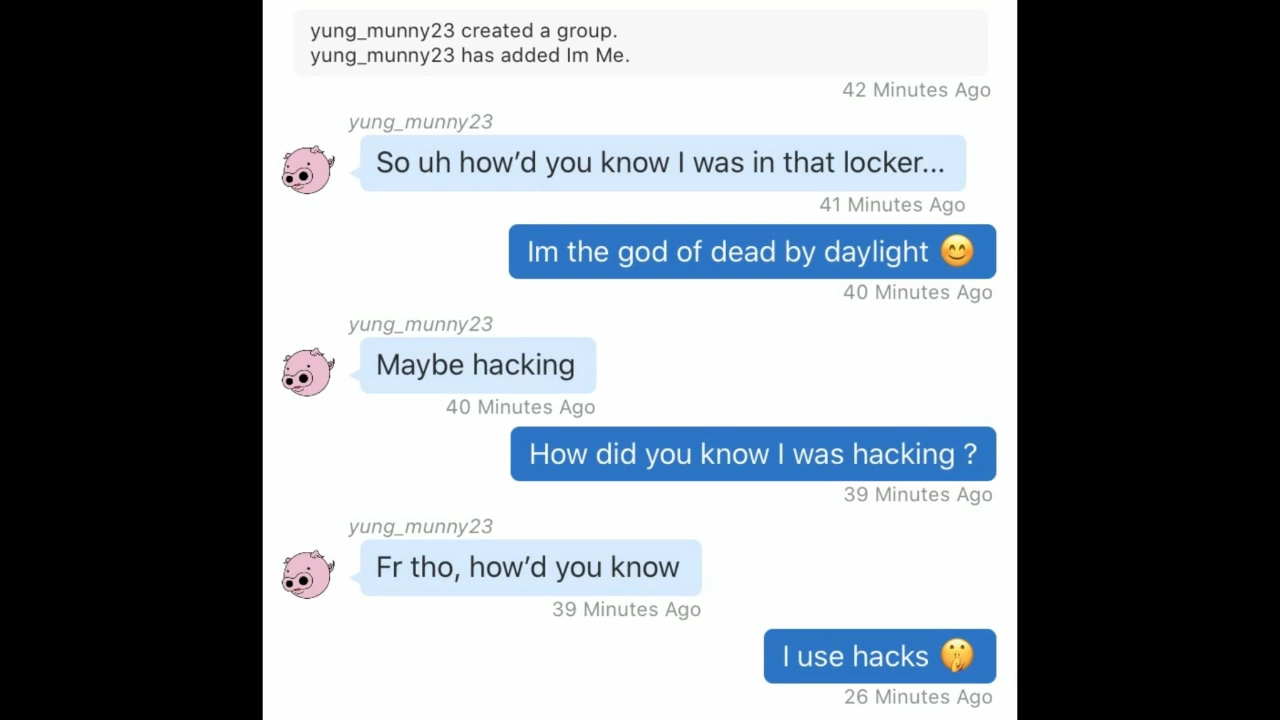 yung_munny23 created a group.
yung_munny23 has added Im Me.
42 Minutes Ago
yung_munny23
So uh how’d you know I was in that locker...
41 Minutes Ago
Im the god of dead by daylight 😊
40 Minutes Ago
yung_munny23
Maybe hacking
40 Minutes Ago
How did you know I was hacking ?
39 Minutes Ago
yung_munny23
Fr tho, how’d you know
39 Minutes Ago
I use hacks 🤫
26 Minutes Ago